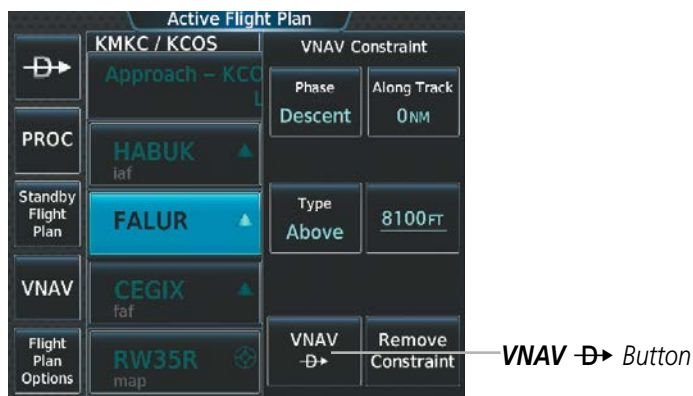 Active Flight Plan
KMKC / KCOS
VNAV Constraint
D
PROC
Standby
Flight
Plan
VNAV
Flight
Plan
Options
Approach – KCO
L
HABUK
iaf
FALUR
CEGIX
faf
RW35R
map
Phase
Descent
Along Track
0NM
Type
Above
8100FT
VNAV
D
Remove
Constraint
VNAV D Button